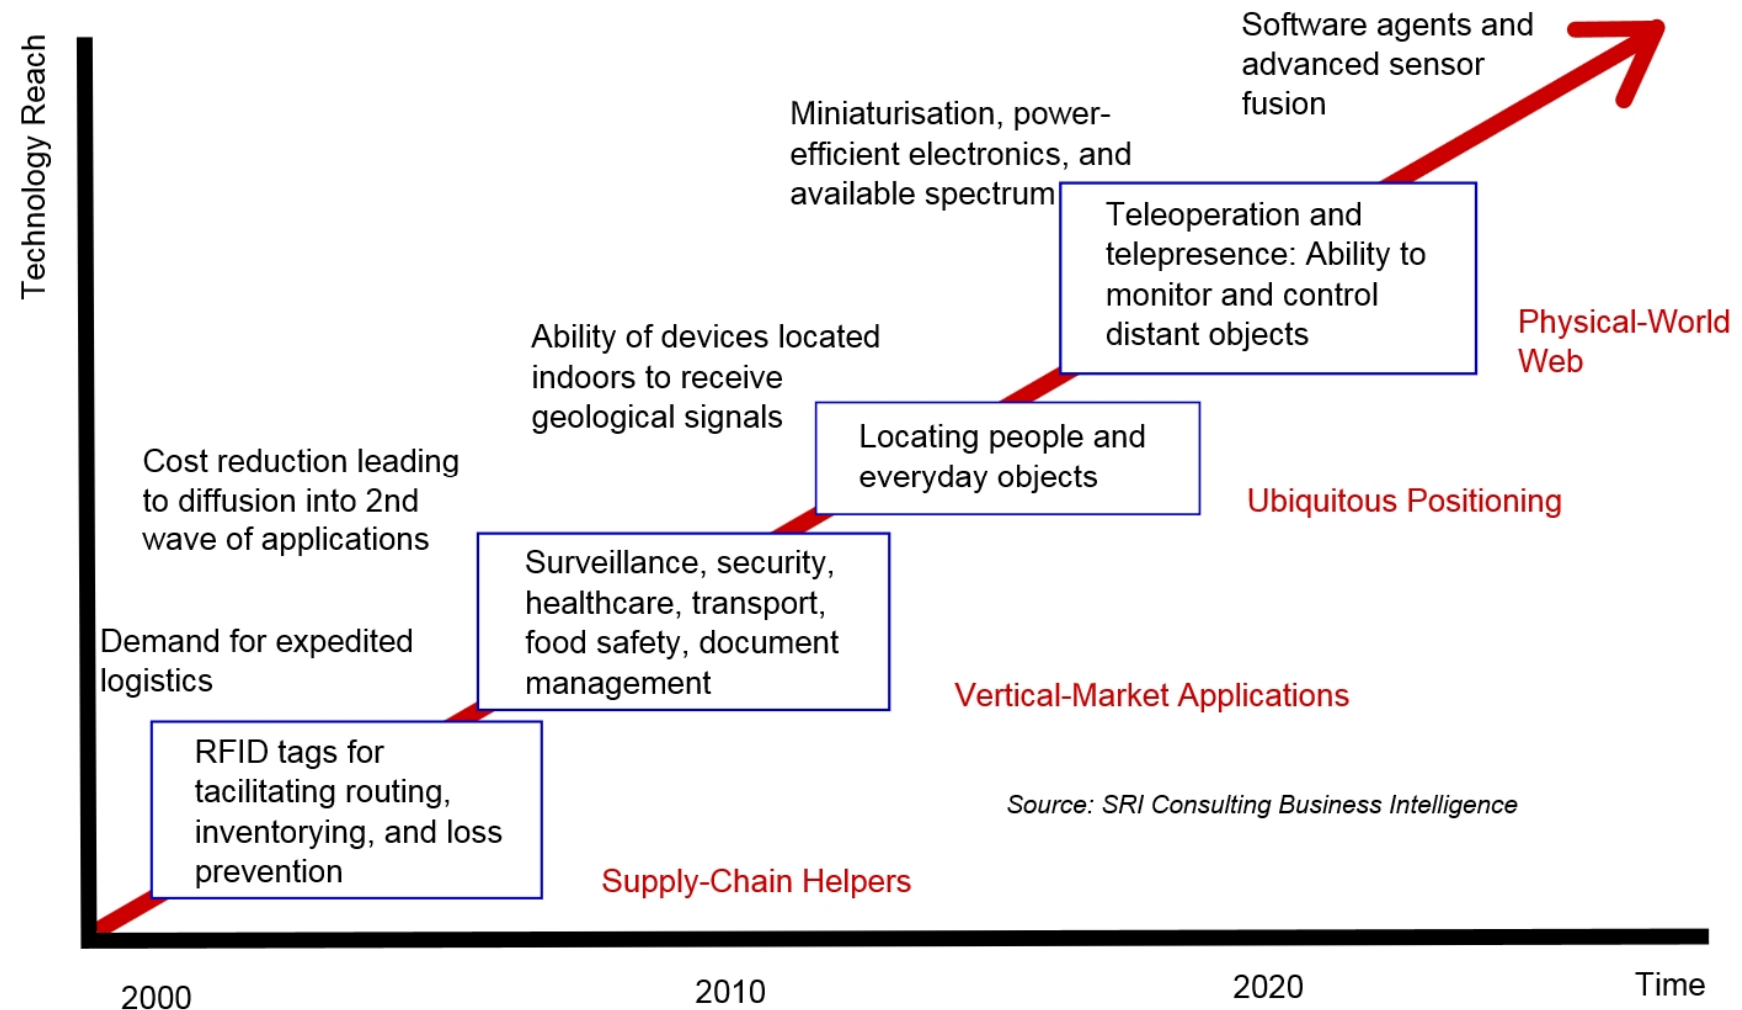 Technology Reach
Software agents and
advanced sensor
fusion
Miniaturisation, power-
efficient electronics, and
available spectrum
Teleoperation and
telepresence: Ability to
monitor and control
distant objects
Physical-World
Web
Ability of devices located
indoors to receive
geological signals
Locating people and
everyday objects
Ubiquitous Positioning
Cost reduction leading
to diffusion into 2nd
wave of applications
Surveillance, security,
healthcare, transport,
food safety, document
management
Vertical-Market Applications
Demand for expedited
logistics
RFID tags for
tacilitating routing,
inventorying, and loss
prevention
Supply-Chain Helpers
Source: SRI Consulting Business Intelligence
2000
2010
2020
Time